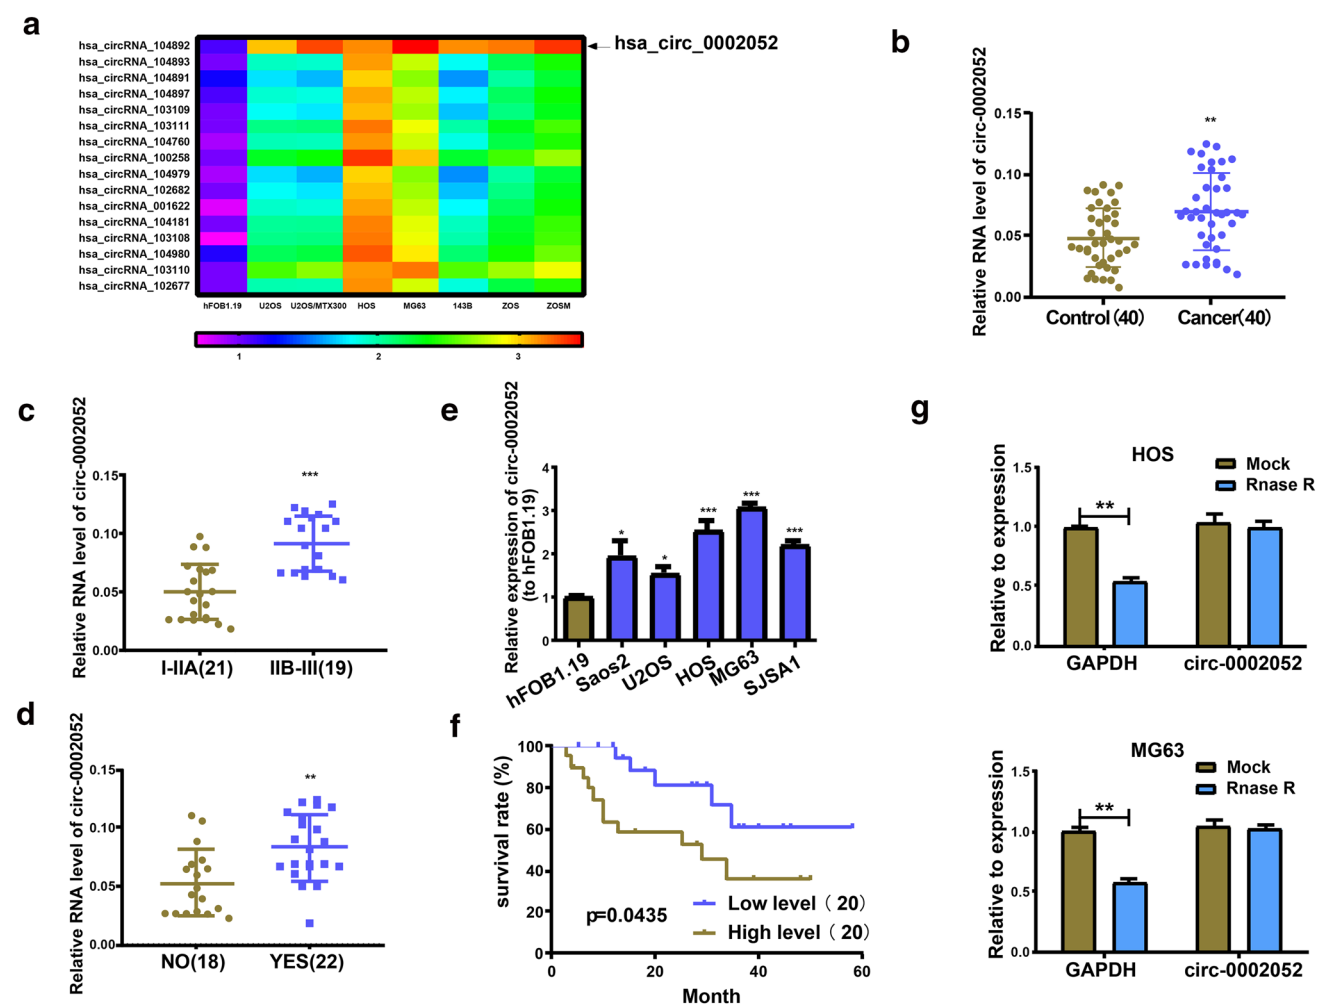 a
hsa_circRNA_104892
hsa_circRNA_104893
hsa_circRNA_104891
hsa_circRNA_104897
hsa_circRNA_103109
hsa_circRNA_103111
hsa_circRNA_104760
hsa_circRNA_100258
hsa_circRNA_104979
hsa_circRNA_102682
hsa_circRNA_001622
hsa_circRNA_104181
hsa_circRNA_103108
hsa_circRNA_104980
hsa_circRNA_103110
hsa_circRNA_102677
hsa_circ_0002052
hFOB1.19 U2OS U2OS/MTX300 HOS MG63 143B ZOS ZOSM
1 2 3
b
Relative RNA level of circ-0002052
0.15
0.10
0.05
0.00
**
Control(40) Cancer(40)
c
Relative RNA level of circ-0002052
0.15
0.10
0.05
0.00
***
I-IIA(21) IIB-III(19)
d
Relative RNA level of circ-0002052
0.15
0.10
0.05
0.00
**
NO(18) YES(22)
e
Relative expression of circ-0002052
(to hFOB1.19)
4
3
2
1
0
* * *** *** ***
hFOB1.19 Saos2 U2OS HOS MG63 SJSA1
f
survival rate (%)
100
80
60
40
20
0
p=0.0435
Low level（20）
High level（20）
0 20 40 60
Month
g
HOS
Relative to expression
1.5
1.0
0.5
0.0
**
Mock
Rnase R
GAPDH circ-0002052
MG63
Relative to expression
1.5
1.0
0.5
0.0
**
Mock
Rnase R
GAPDH circ-0002052